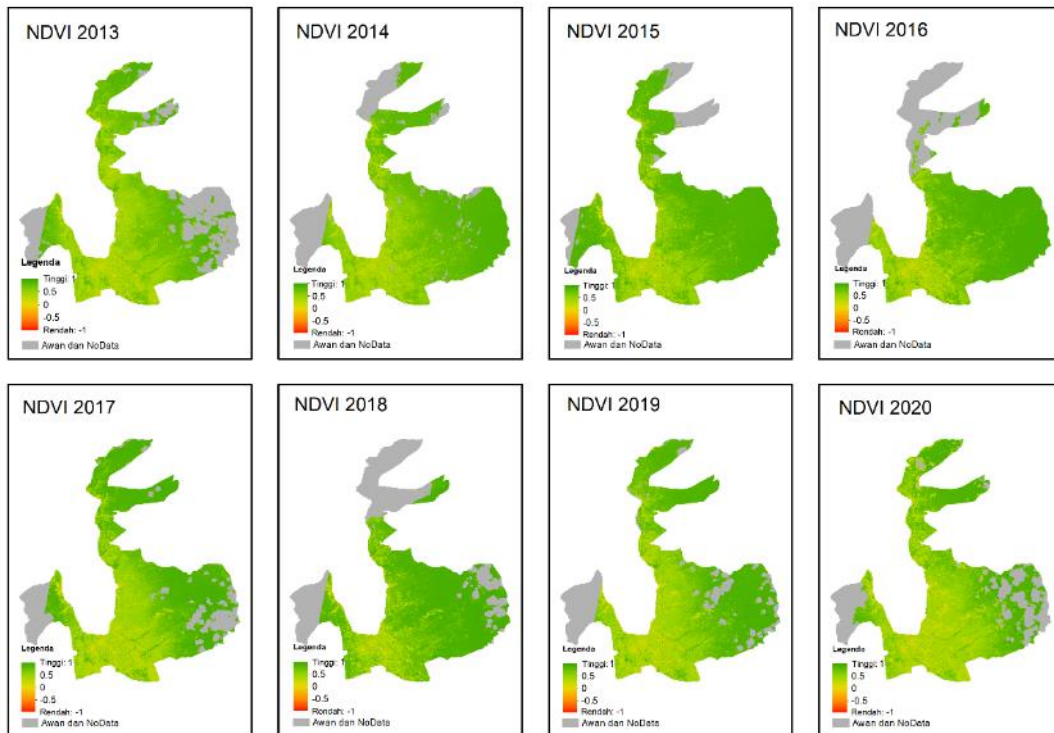 NDVI 2013
Legenda
Tinggi: 1
0.5
0
-0.5
Rendah: -1
Awan dan NoData
NDVI 2014
Legenda
Tinggi: 1
0.5
0
-0.5
Rendah: -1
Awan dan NoData
NDVI 2015
Legenda
Tinggi: 1
0.5
0
-0.5
Rendah: -1
Awan dan NoData
NDVI 2016
Legenda
Tinggi: 1
0.5
0
-0.5
Rendah: -1
Awan dan NoData
NDVI 2017
Legenda
Tinggi: 1
0.5
0
-0.5
Rendah: -1
Awan dan NoData
NDVI 2018
Legenda
Tinggi: 1
0.5
0
-0.5
Rendah: -1
Awan dan NoData
NDVI 2019
Legenda
Tinggi: 1
0.5
0
-0.5
Rendah: -1
Awan dan NoData
NDVI 2020
Legenda
Tinggi: 1
0.5
0
-0.5
Rendah: -1
Awan dan NoData